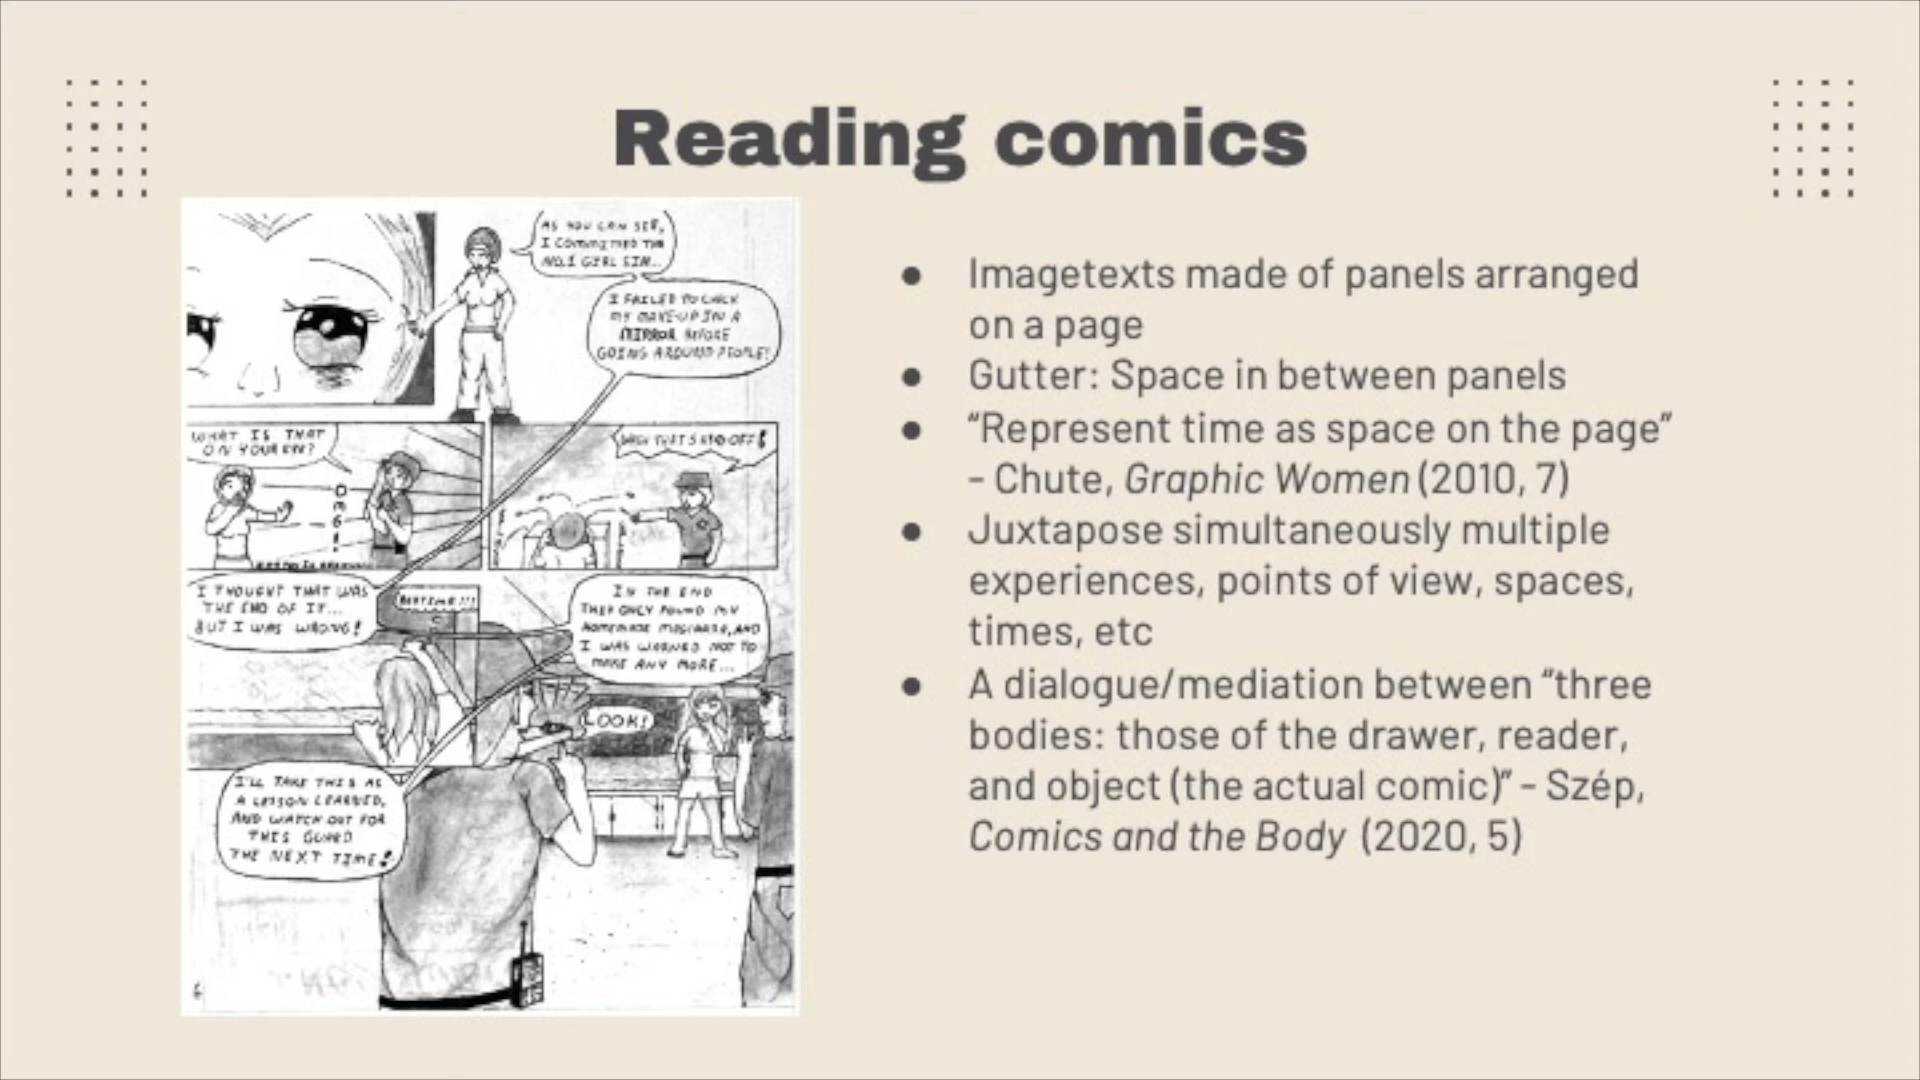 Reading comics
AS YOU CAN SEE,
I COMMITTED THE
NO.1 GIRL SIN...
I FAILED TO CHECK
MY MAKE-UP IN A
MIRROR BEFORE
GOING AROUND PEOPLE!
WHAT IS THAT
ON YOUR EYE?
OMG!!
WASH THAT SHIT OFF!
I THOUGHT THAT WAS
THE END OF IT...
BUT I WAS WRONG!
IN THE END
THEY ONLY FOUND MY
HOMEMADE MASCARA, AND
I WAS WARNED NOT TO
MAKE ANY MORE...
LOOK!
I'LL TAKE THIS AS
A LESSON LEARNED,
AND WATCH OUT FOR
THIS GUARD
THE NEXT TIME!
6
● Imagetexts made of panels arranged
on a page
● Gutter: Space in between panels
● “Represent time as space on the page”
- Chute, Graphic Women (2010, 7)
● Juxtapose simultaneously multiple
experiences, points of view, spaces,
times, etc
● A dialogue/mediation between “three
bodies: those of the drawer, reader,
and object (the actual comic)” - Szép,
Comics and the Body (2020, 5)